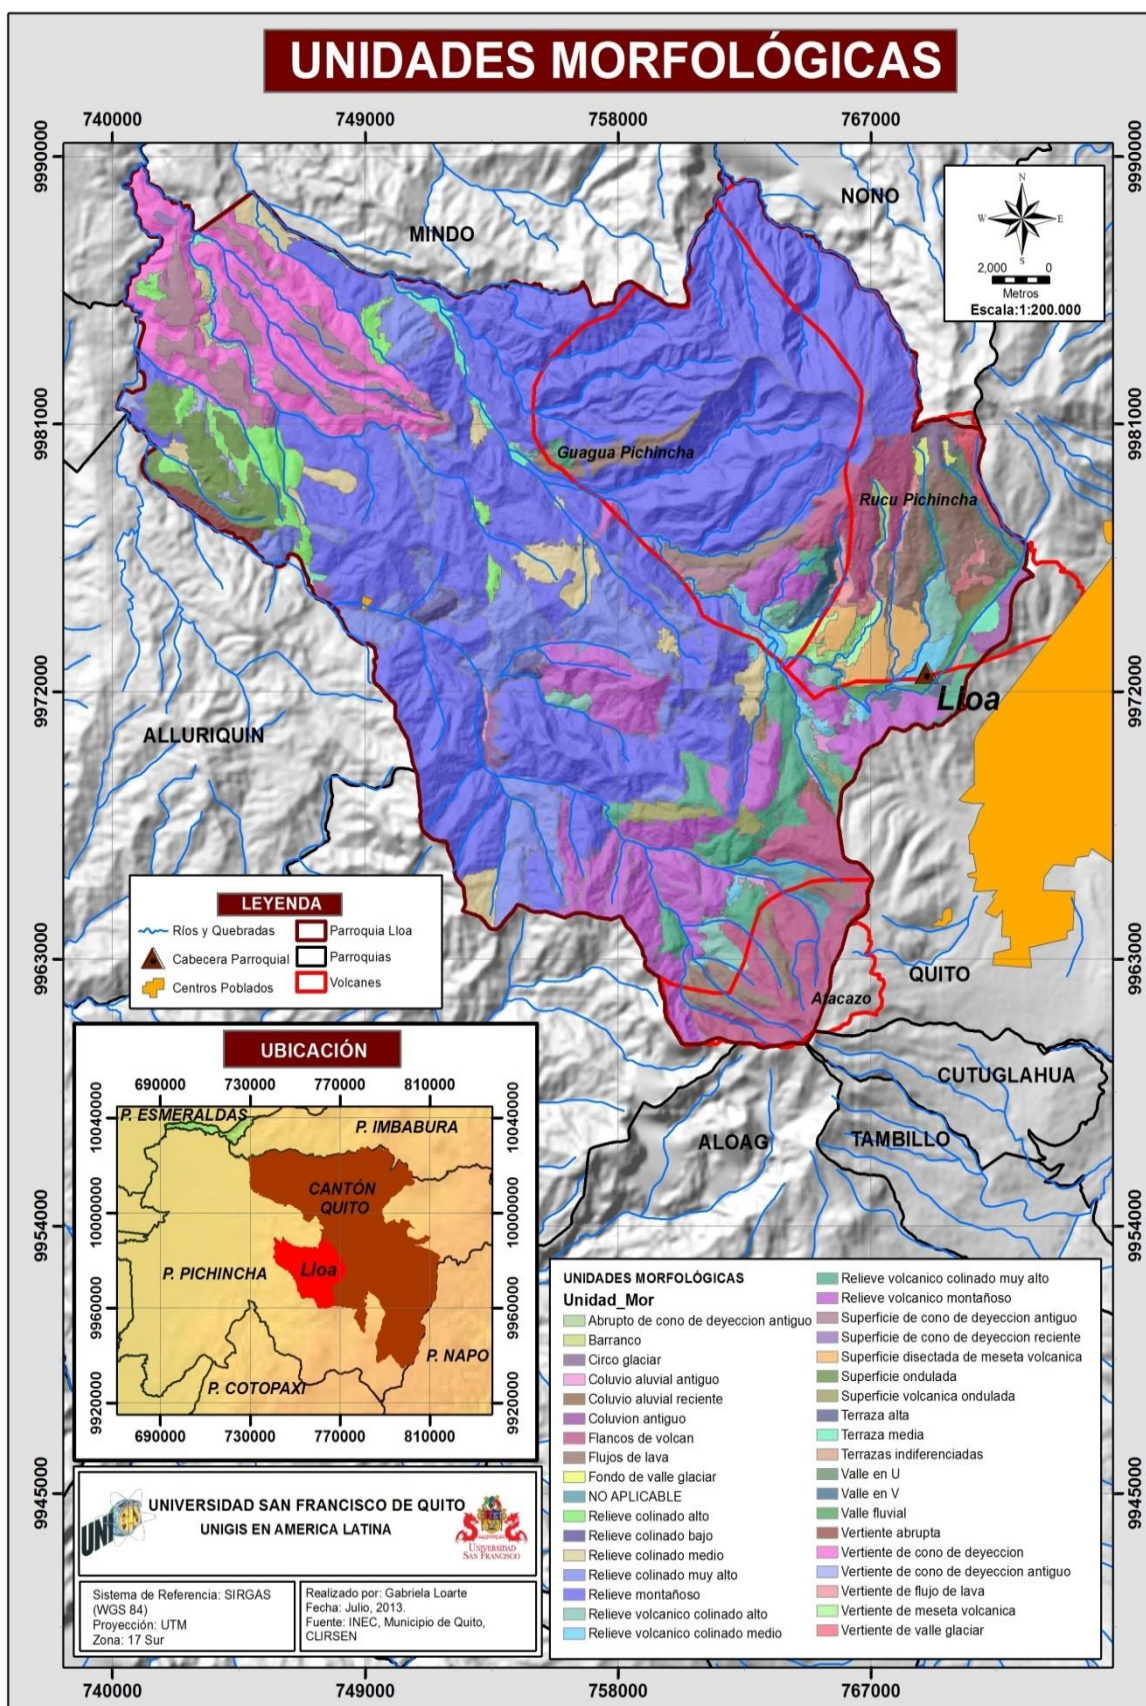 UNIDADES MORFOLÓGICAS
740000
749000
758000
767000
9990000
9990000
9981000
9981000
9972000
9972000
9963000
9963000
9954000
9954000
9945000
9945000
N
W
E
S
2,000
0
Metros
Escala:1:200.000
NONO
MINDO
Guagua Pichincha
Rucu Pichincha
Lloa
ALLURIQUIN
QUITO
Atacazo
CUTUGLAHUA
ALOAG
TAMBILLO
LEYENDA
Ríos y Quebradas
Cabecera Parroquial
Centros Poblados
Parroquia Lloa
Parroquias
Volcanes
UBICACIÓN
690000
730000
770000
810000
10040000
10040000
10000000
10000000
9960000
9960000
9920000
9920000
P. ESMERALDAS
P. IMBABURA
CANTÓN
QUITO
Lloa
P. PICHINCHA
P. NAPO
P. COTOPAXI
690000
730000
770000
810000
UNIGIS
UNIVERSIDAD SAN FRANCISCO DE QUITO
UNIGIS EN AMERICA LATINA
UNIVERSIDAD
SAN FRANCISCO
Sistema de Referencia: SIRGAS
(WGS 84)
Proyección: UTM
Zona: 17 Sur
Realizado por: Gabriela Loarte
Fecha: Julio, 2013.
Fuente: INEC, Municipio de Quito,
CLIRSEN
UNIDADES MORFOLÓGICAS
Unidad_Mor
Abrupto de cono de deyeccion antiguo
Barranco
Circo glaciar
Coluvio aluvial antiguo
Coluvio aluvial reciente
Coluvion antiguo
Flancos de volcan
Flujos de lava
Fondo de valle glaciar
NO APLICABLE
Relieve colinado alto
Relieve colinado bajo
Relieve colinado medio
Relieve colinado muy alto
Relieve montañoso
Relieve volcanico colinado alto
Relieve volcanico colinado medio
Relieve volcanico colinado muy alto
Relieve volcanico montañoso
Superficie de cono de deyeccion antiguo
Superficie de cono de deyeccion reciente
Superficie disectada de meseta volcanica
Superficie ondulada
Superficie volcanica ondulada
Terraza alta
Terraza media
Terrazas indiferenciadas
Valle en U
Valle en V
Valle fluvial
Vertiente abrupta
Vertiente de cono de deyeccion
Vertiente de cono de deyeccion antiguo
Vertiente de flujo de lava
Vertiente de meseta volcanica
Vertiente de valle glaciar
740000
749000
758000
767000